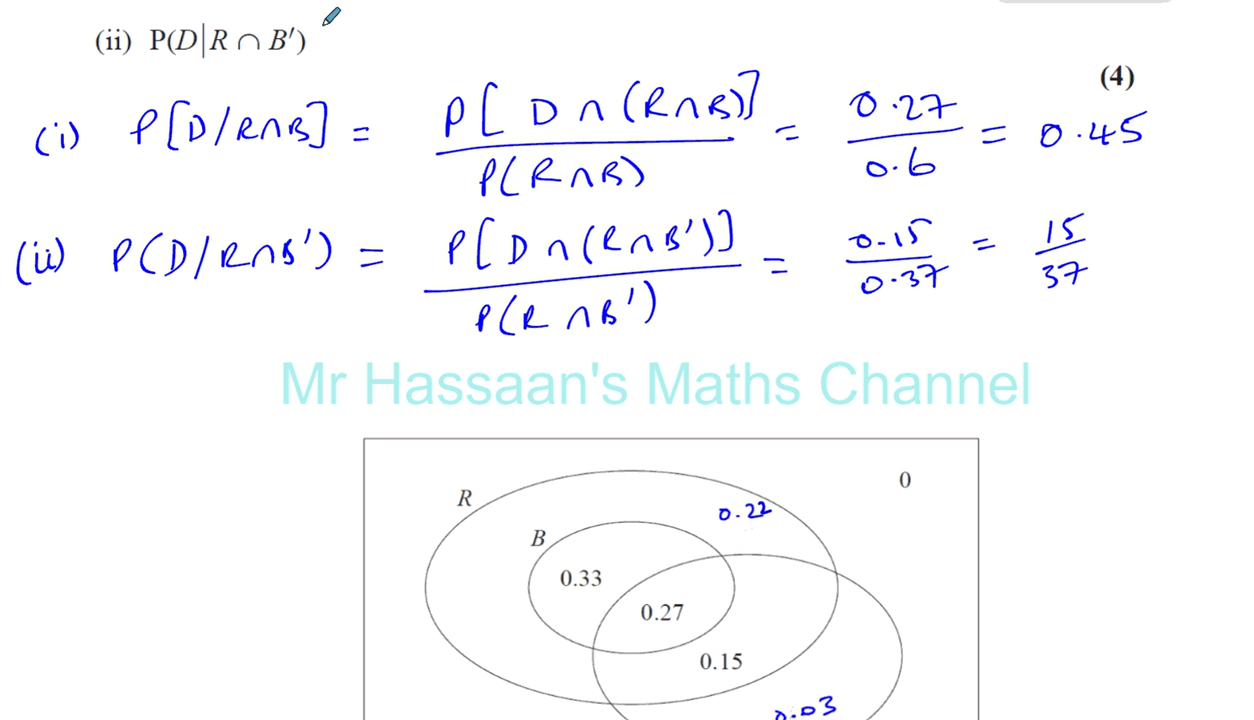 (ii) P(D|R ∩ B′)
(4)
(i) P[D/R∩B] = P[D∩(R∩B)] / P(R∩B) = 0.27 / 0.6 = 0.45
(ii) P(D/R∩B') = P[D∩(R∩B')] / P(R∩B') = 0.15 / 0.37 = 15 / 37
Mr Hassaan's Maths Channel
0
R
0.22
B
0.33
0.27
0.15
0.03